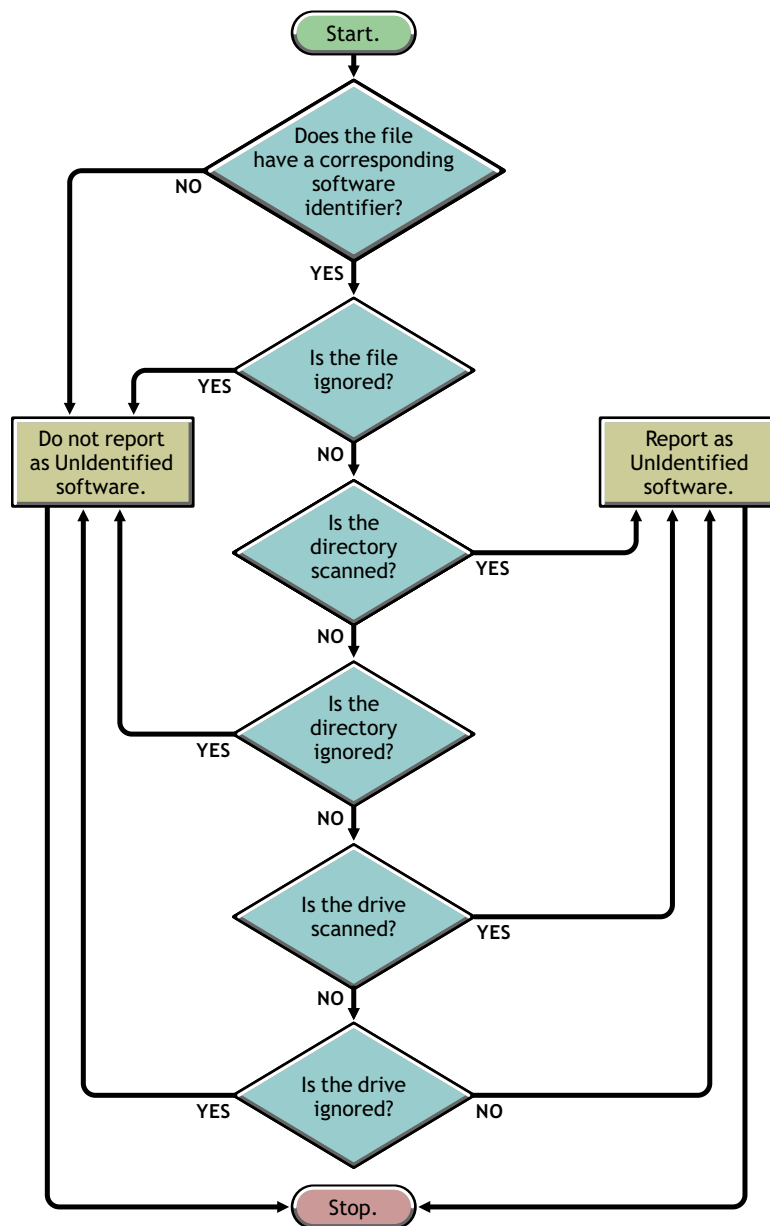 Start.
Does the file
have a corresponding
software
identifier?
NO
YES
Is the file
ignored?
YES
NO
Do not report
as UnIdentified
software.
Report as
UnIdentified
software.
Is the
directory
scanned?
YES
NO
Is the
directory
ignored?
YES
NO
Is the drive
scanned?
YES
NO
Is the drive
ignored?
YES
NO
Stop.